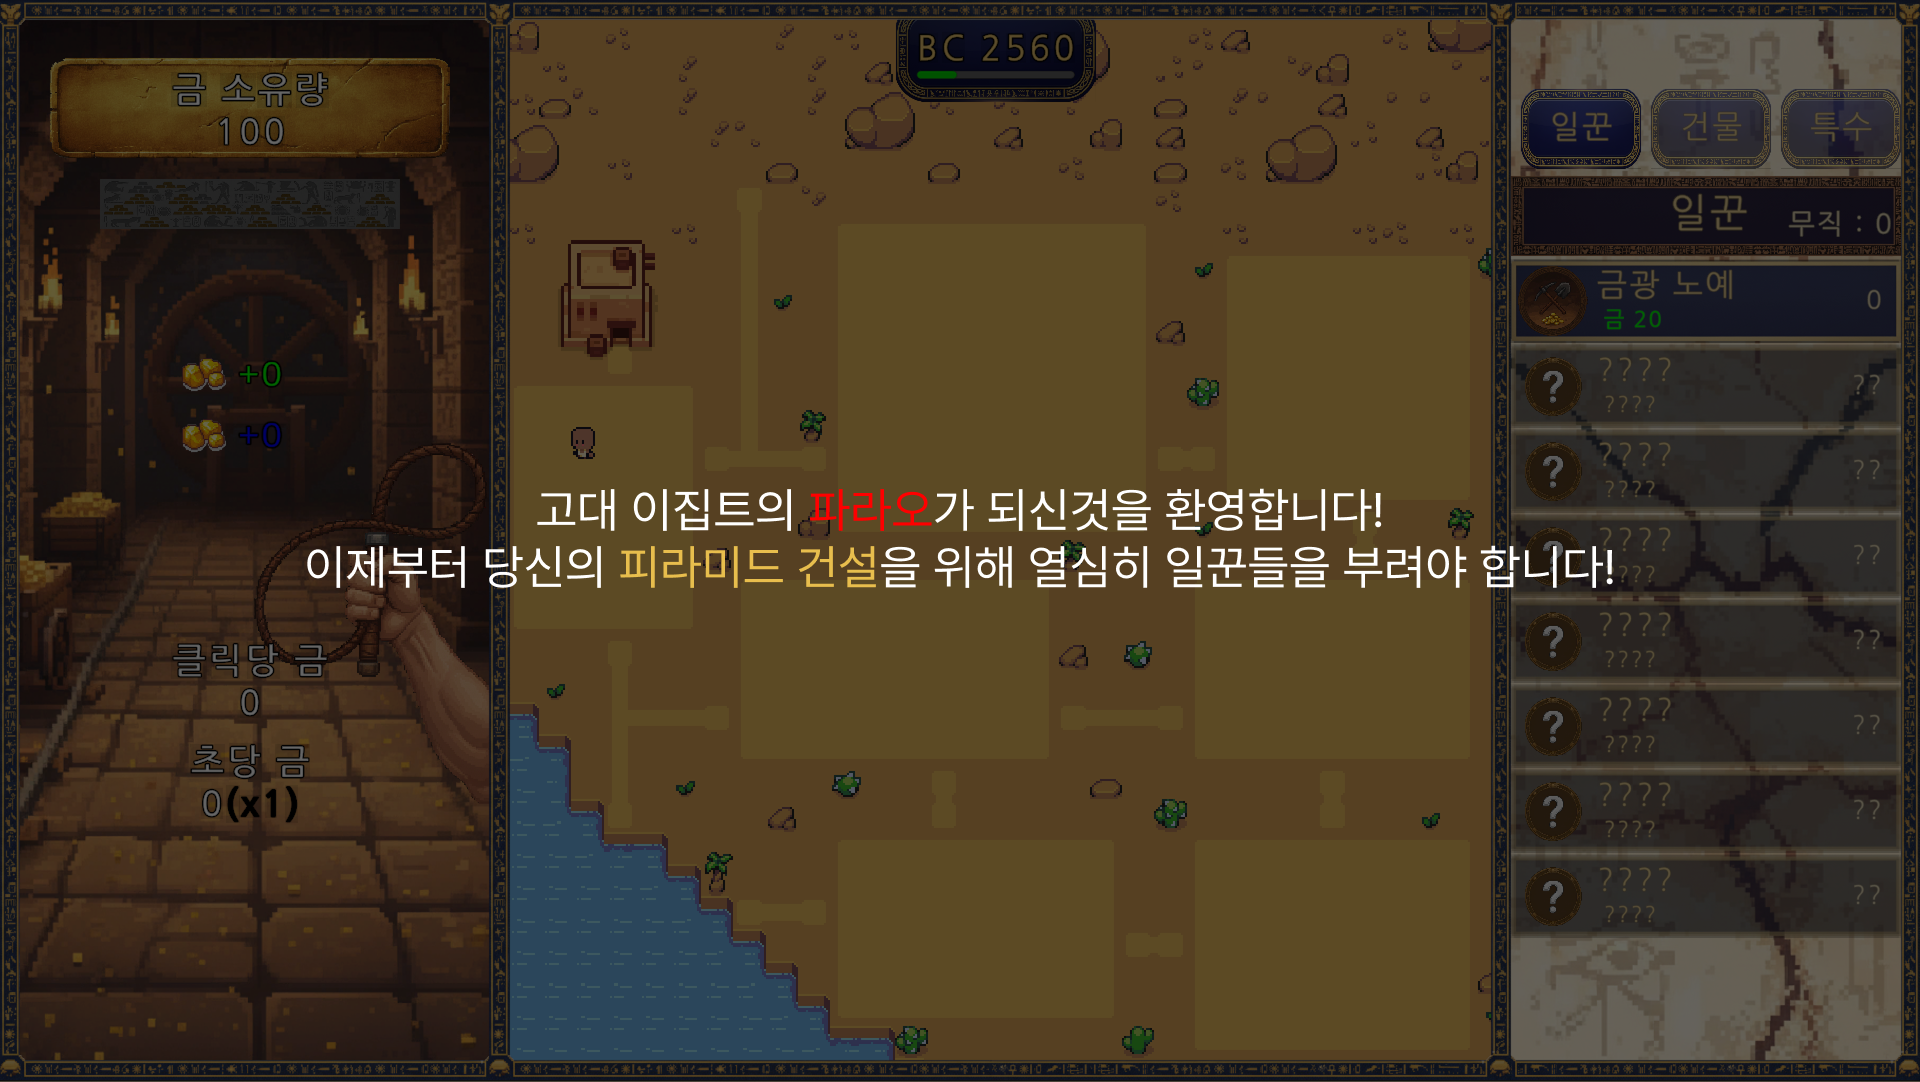 금 소유량
100
BC 2560
일꾼
건물
특수
일꾼
무직 : 0
금광 노예
0
금 20
????
??
????
????
??
????
????
??
????
????
??
????
????
??
????
????
??
????
????
??
????
+0
+0
고대 이집트의 파라오가 되신것을 환영합니다!
이제부터 당신의 피라미드 건설을 위해 열심히 일꾼들을 부려야 합니다!
클릭당 금
0
초당 금
0(x1)